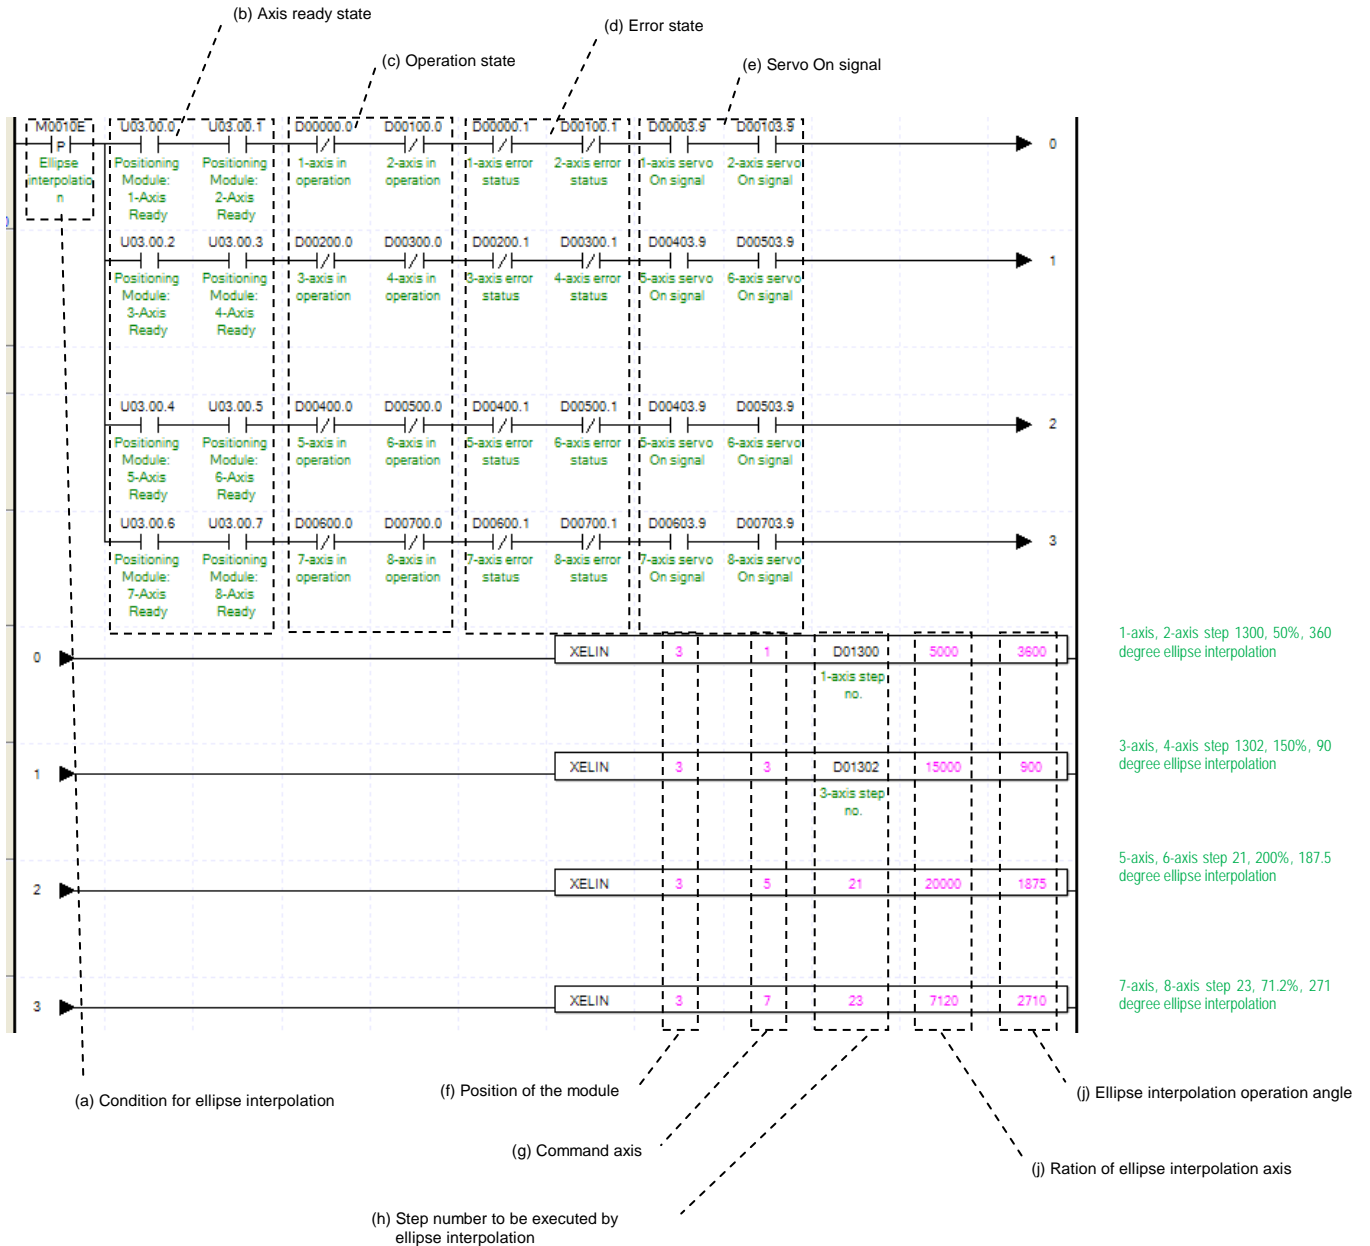 (b) Axis ready state
(d) Error state
(c) Operation state
(e) Servo On signal
M0010E U03.00.0 U03.00.1 D00000.0 D00100.0 D00000.1 D00100.1 D00003.9 D00103.9
P 0
Ellipse Positioning Positioning 1-axis in 2-axis in 1-axis error 2-axis error 1-axis servo 2-axis servo
interpolatio Module: Module: operation operation status status On signal On signal
n 1-Axis 2-Axis
Ready Ready
U03.00.2 U03.00.3 D00200.0 D00300.0 D00200.1 D00300.1 D00403.9 D00503.9
1
Positioning Positioning 3-axis in 4-axis in 3-axis error 4-axis error 5-axis servo 6-axis servo
Module: Module: operation operation status status On signal On signal
3-Axis 4-Axis
Ready Ready
U03.00.4 U03.00.5 D00400.0 D00500.0 D00400.1 D00500.1 D00403.9 D00503.9
2
Positioning Positioning 5-axis in 6-axis in 5-axis error 6-axis error 5-axis servo 6-axis servo
Module: Module: operation operation status status On signal On signal
5-Axis 6-Axis
Ready Ready
U03.00.6 U03.00.7 D00600.0 D00700.0 D00600.1 D00700.1 D00603.9 D00703.9
3
Positioning Positioning 7-axis in 8-axis in 7-axis error 8-axis error 7-axis servo 8-axis servo
Module: Module: operation operation status status On signal On signal
7-Axis 8-Axis
Ready Ready
0 XELIN 3 1 D01300 5000 3600
1-axis step
no.
1-axis, 2-axis step 1300, 50%, 360
degree ellipse interpolation
1 XELIN 3 3 D01302 15000 900
3-axis step
no.
3-axis, 4-axis step 1302, 150%, 90
degree ellipse interpolation
2 XELIN 3 5 21 20000 1875
5-axis, 6-axis step 21, 200%, 187.5
degree ellipse interpolation
3 XELIN 3 7 23 7120 2710
7-axis, 8-axis step 23, 71.2%, 271
degree ellipse interpolation
(a) Condition for ellipse interpolation
(f) Position of the module
(j) Ellipse interpolation operation angle
(g) Command axis
(j) Ration of ellipse interpolation axis
(h) Step number to be executed by
ellipse interpolation